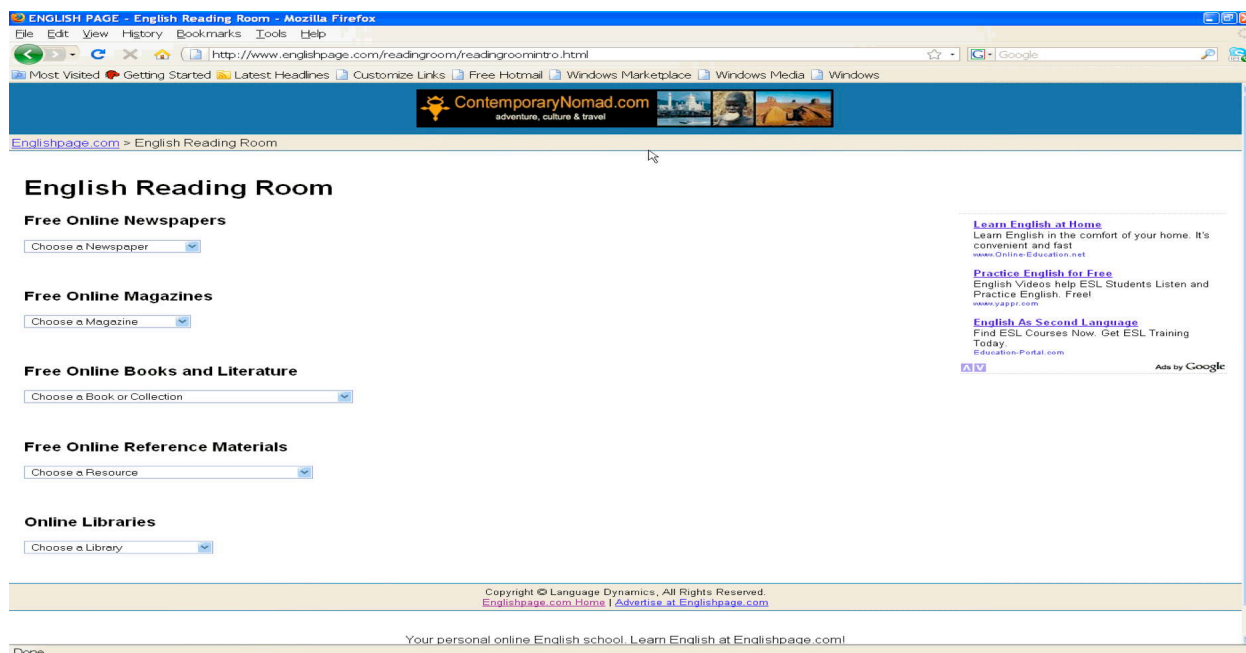 ENGLISH PAGE - English Reading Room - Mozilla Firefox
File Edit View History Bookmarks Tools Help
http://www.englishpage.com/readingroom/readingroomintro.html
Google
Most Visited Getting Started Latest Headlines Customize Links Free Hotmail Windows Marketplace Windows Media Windows
ContemporaryNomad.com
adventure, culture & travel
Englishpage.com > English Reading Room
English Reading Room
Free Online Newspapers
Choose a Newspaper
Free Online Magazines
Choose a Magazine
Free Online Books and Literature
Choose a Book or Collection
Free Online Reference Materials
Choose a Resource
Online Libraries
Choose a Library
Learn English at Home
Learn English in the comfort of your home. It's
convenient and fast
www.Online-Education.net
Practice English for Free
English Videos help ESL Students Listen and
Practice English. Free!
www.yappr.com
English As Second Language
Find ESL Courses Now. Get ESL Training
Today.
Education-Portal.com
Ads by Google
Copyright © Language Dynamics, All Rights Reserved.
Englishpage.com Home | Advertise at Englishpage.com
Your personal online English school. Learn English at Englishpage.com!
Done